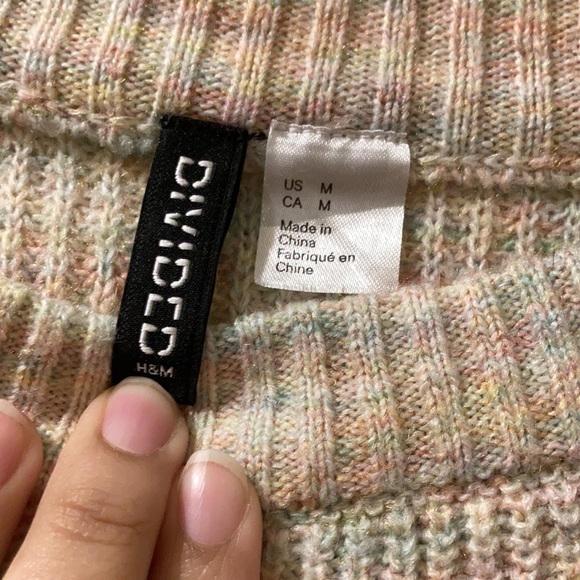 DIVIDED
H&M
US M
CA M
Made in
China
Fabriqué en
Chine